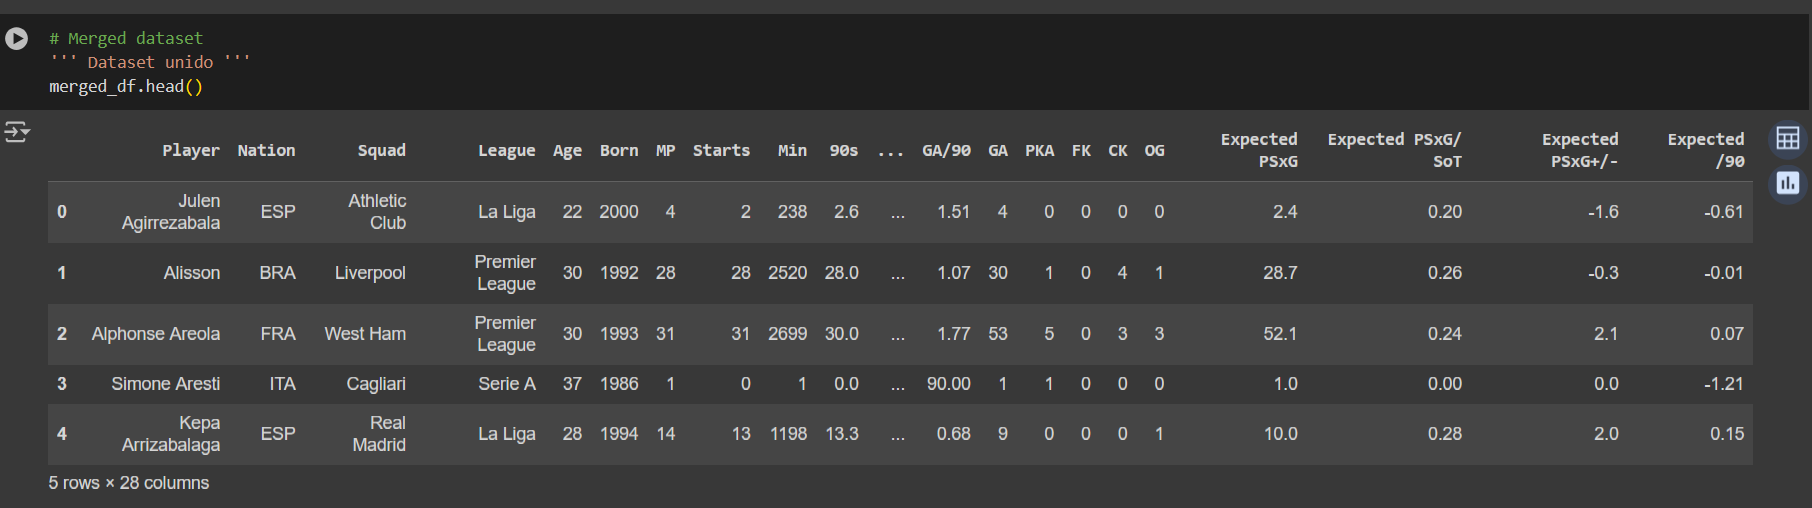 # Merged dataset
''' Dataset unido '''
merged_df.head()
Player Nation Squad League Age Born MP Starts Min 90s ... GA/90 GA PKA FK CK OG Expected PSxG Expected PSxG/SoT Expected PSxG+/- Expected /90
0 Julen Agirrezabala ESP Athletic Club La Liga 22 2000 4 2 238 2.6 ... 1.51 4 0 0 0 0 2.4 0.20 -1.6 -0.61
1 Alisson BRA Liverpool Premier League 30 1992 28 28 2520 28.0 ... 1.07 30 1 0 4 1 28.7 0.26 -0.3 -0.01
2 Alphonse Areola FRA West Ham Premier League 30 1993 31 31 2699 30.0 ... 1.77 53 5 0 3 3 52.1 0.24 2.1 0.07
3 Simone Aresti ITA Cagliari Serie A 37 1986 1 0 1 0.0 ... 90.00 1 1 0 0 0 1.0 0.00 0.0 -1.21
4 Kepa Arrizabalaga ESP Real Madrid La Liga 28 1994 14 13 1198 13.3 ... 0.68 9 0 0 0 1 10.0 0.28 2.0 0.15
5 rows × 28 columns